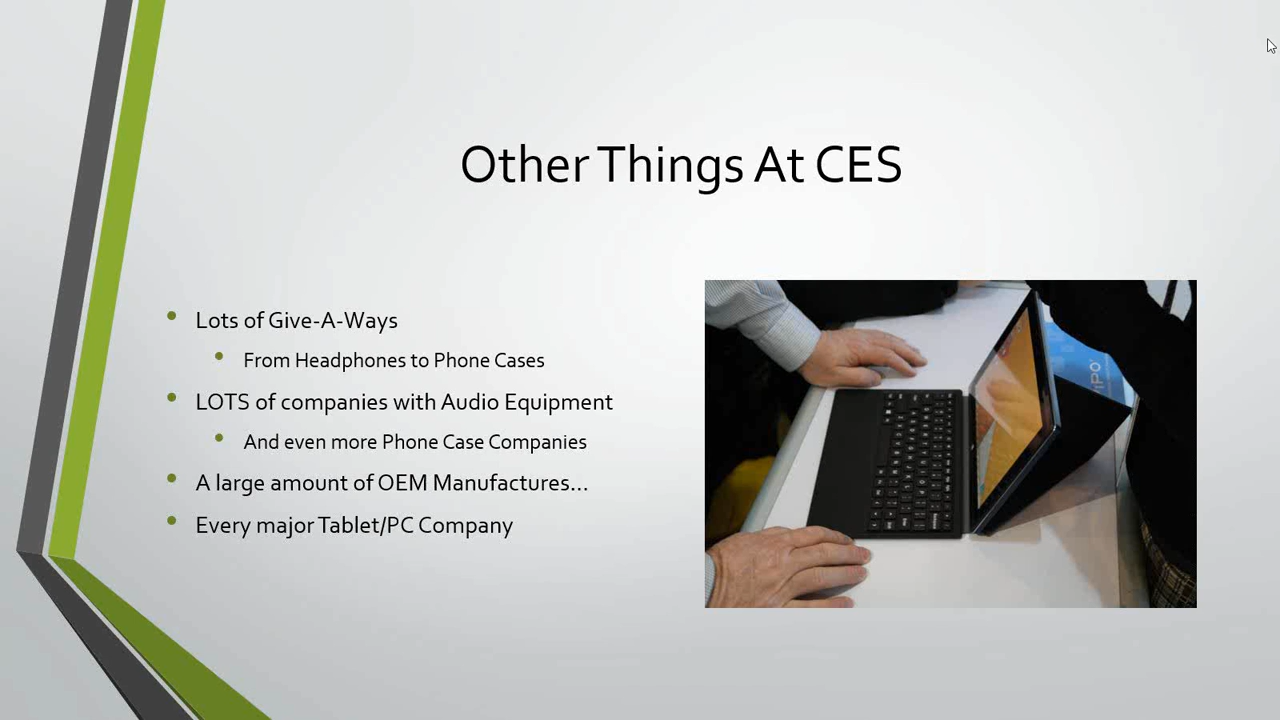 Other Things At CES
Lots of Give-A-Ways
From Headphones to Phone Cases
LOTS of companies with Audio Equipment
And even more Phone Case Companies
A large amount of OEM Manufactures...
Every major Tablet/PC Company